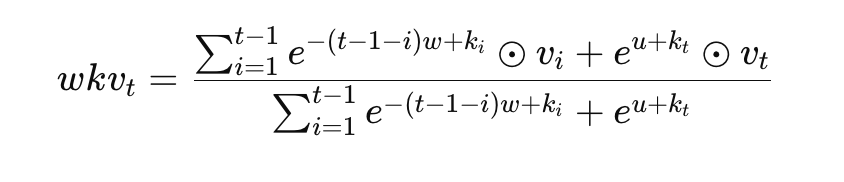 wkv_t = \frac{\sum_{i=1}^{t-1} e^{-(t-1-i)w+k_i} \odot v_i + e^{u+k_t} \odot v_t}{\sum_{i=1}^{t-1} e^{-(t-1-i)w+k_i} + e^{u+k_t}}